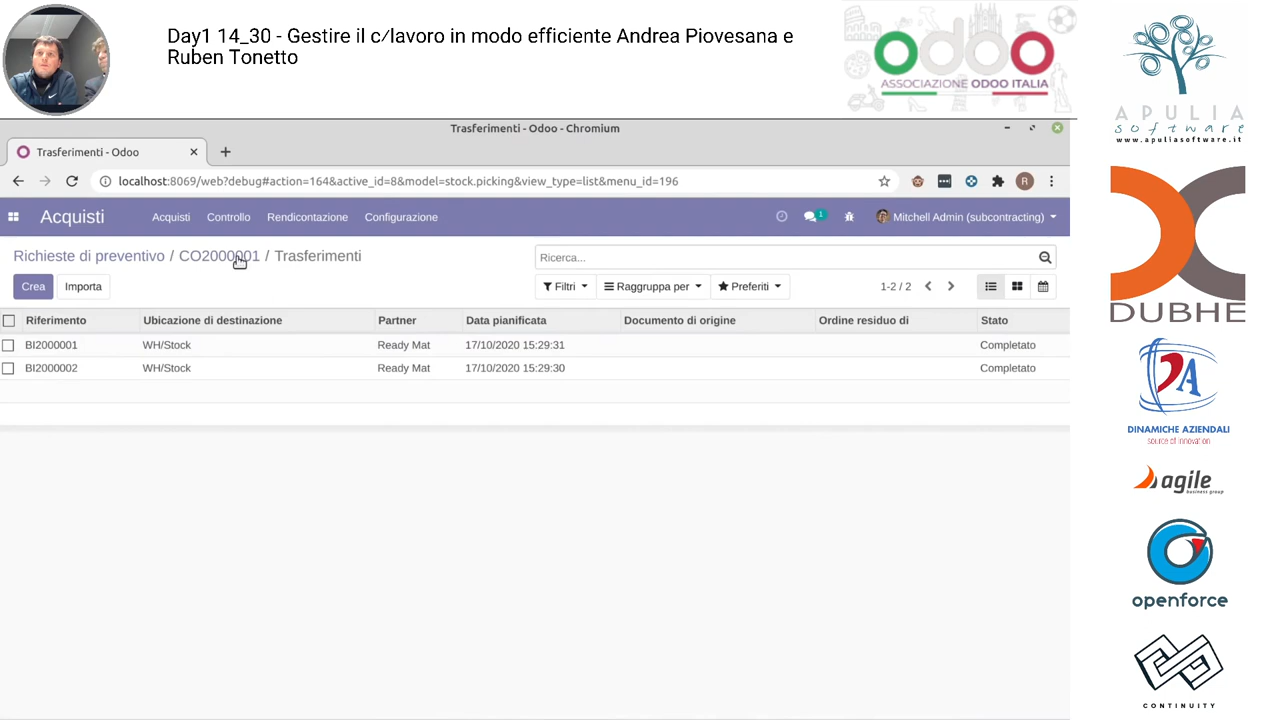 Day1 14_30 - Gestire il c/lavoro in modo efficiente Andrea Piovesana e
Ruben Tonetto
odoo
ASSOCIAZIONE ODOO ITALIA
APULIA
software
www.apuliasoftware.it
Trasferimenti - Odoo - Chromium
Trasferimenti - Odoo
localhost:8069/web?debug#action=164&active_id=8&model=stock.picking&view_type=list&menu_id=196
R
Acquisti Acquisti Controllo Rendicontazione Configurazione 1 Mitchell Admin (subcontracting)
Richieste di preventivo / CO2000001 / Trasferimenti
Ricerca...
Crea Importa Filtri Raggruppa per Preferiti 1-2 / 2
Riferimento Ubicazione di destinazione Partner Data pianificata Documento di origine Ordine residuo di Stato
BI2000001 WH/Stock Ready Mat 17/10/2020 15:29:31 Completato
BI2000002 WH/Stock Ready Mat 17/10/2020 15:29:30 Completato
DUBHE
DINAMICHE AZIENDALI
source of innovation
agile
business group
openforce
CONTINUITY